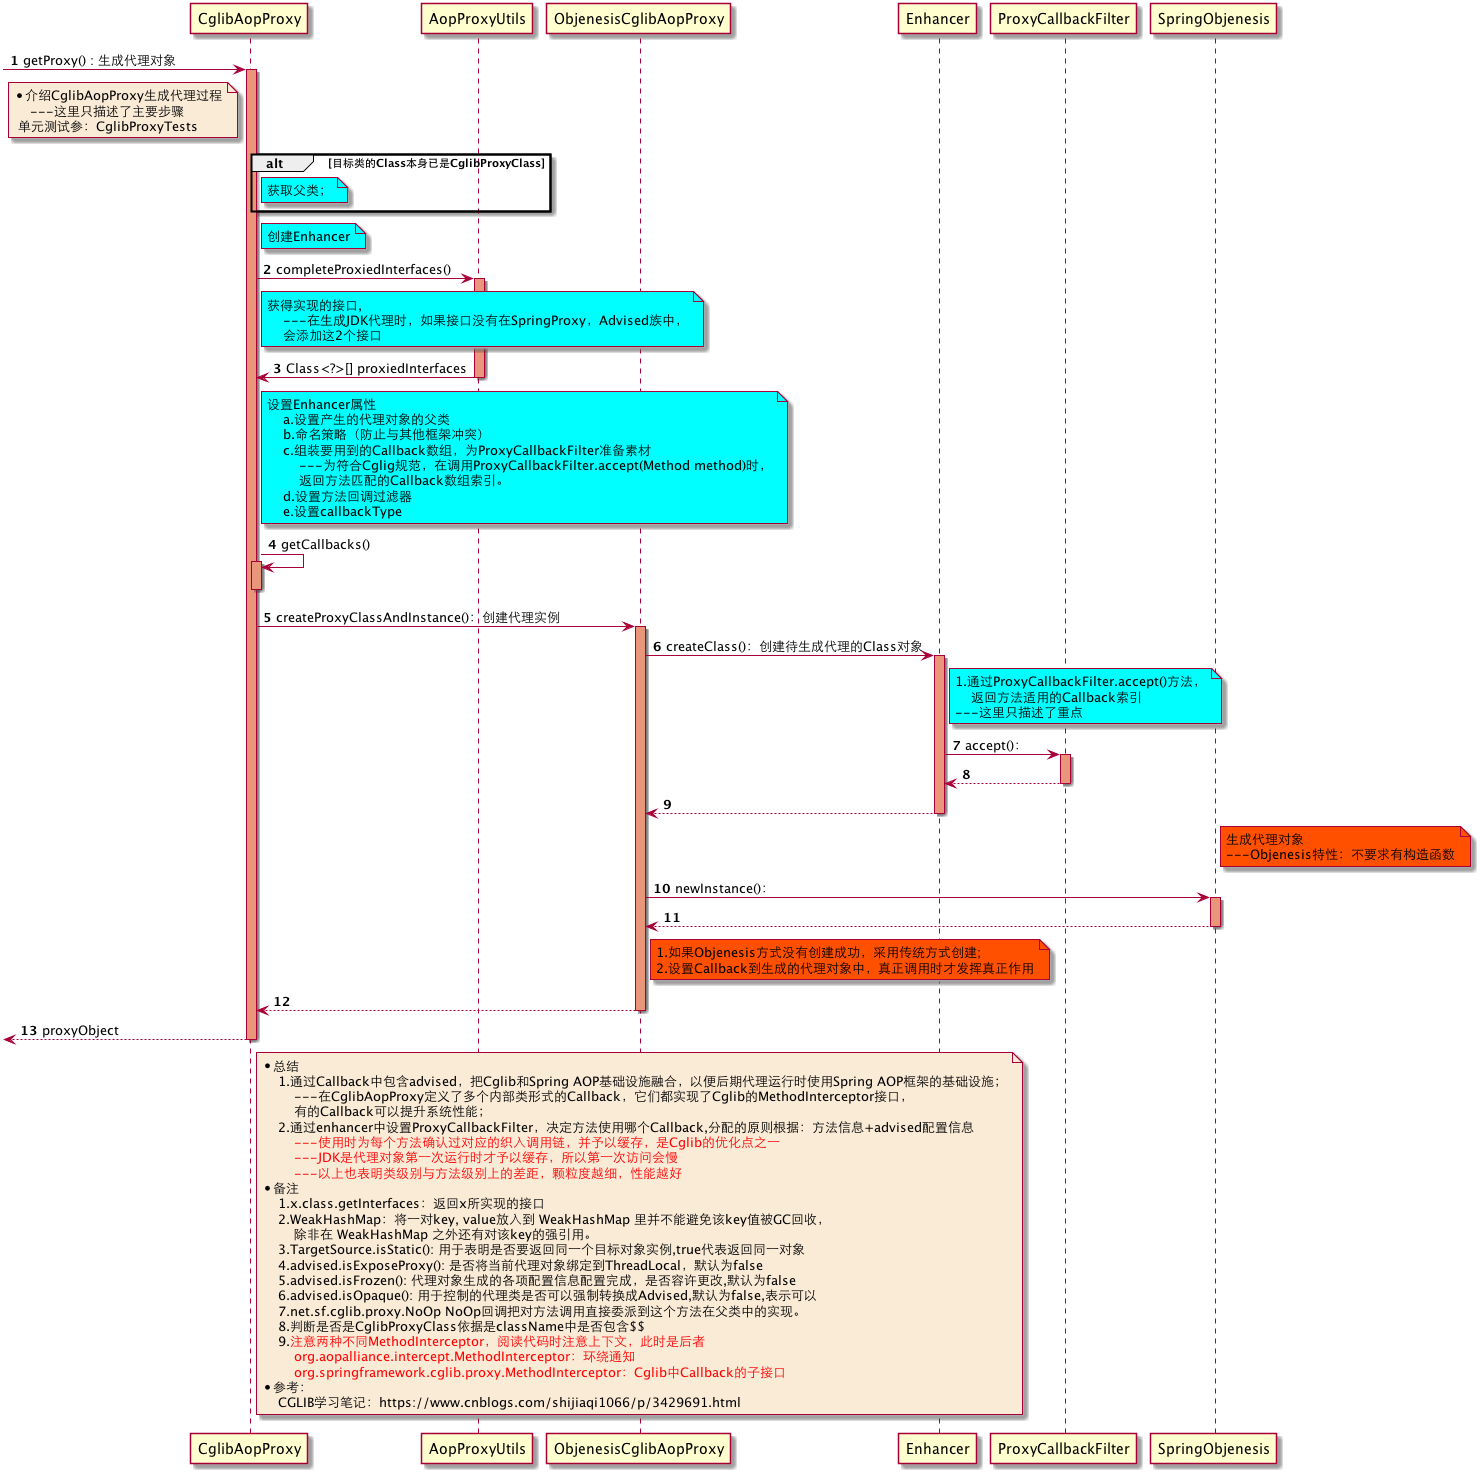 CglibAopProxy
AopProxyUtils
ObjenesisCglibAopProxy
Enhancer
ProxyCallbackFilter
SpringObjenesis
1 getProxy() : 生成代理对象
•介绍CglibAopProxy生成代理过程
---这里只描述了主要步骤
单元测试参：CglibProxyTests
alt [目标类的Class本身已是CglibProxyClass]
获取父类；
创建Enhancer
2 completeProxiedInterfaces()
获得实现的接口，
---在生成JDK代理时，如果接口没有在SpringProxy，Advised族中，
会添加这2个接口
3 Class<?>[] proxiedInterfaces
设置Enhancer属性
a.设置产生的代理对象的父类
b.命名策略（防止与其他框架冲突）
c.组装要用到的Callback数组，为ProxyCallbackFilter准备素材
---为符合Cglig规范，在调用ProxyCallbackFilter.accept(Method method)时，
返回方法匹配的Callback数组索引。
d.设置方法回调过滤器
e.设置callbackType
4 getCallbacks()
5 createProxyClassAndInstance()：创建代理实例
6 createClass()：创建待生成代理的Class对象
1.通过ProxyCallbackFilter.accept()方法，
返回方法适用的Callback索引
---这里只描述了重点
7 accept()：
8
9
生成代理对象
---Objenesis特性：不要求有构造函数
10 newInstance()：
11
1.如果Objenesis方式没有创建成功，采用传统方式创建;
2.设置Callback到生成的代理对象中，真正调用时才发挥真正作用
12
13 proxyObject
•总结
1.通过Callback中包含advised，把Cglib和Spring AOP基础设施融合，以便后期代理运行时使用Spring AOP框架的基础设施；
---在CglibAopProxy定义了多个内部类形式的Callback，它们都实现了Cglib的MethodInterceptor接口，
有的Callback可以提升系统性能；
2.通过enhancer中设置ProxyCallbackFilter，决定方法使用哪个Callback,分配的原则根据：方法信息+advised配置信息
---使用时为每个方法确认过对应的织入调用链，并予以缓存，是Cglib的优化点之一
---JDK是代理对象第一次运行时才予以缓存，所以第一次访问会慢
---以上也表明类级别与方法级别上的差距，颗粒度越细，性能越好
•备注
1.x.class.getInterfaces：返回x所实现的接口
2.WeakHashMap：将一对key, value放入到 WeakHashMap 里并不能避免该key值被GC回收，
除非在 WeakHashMap 之外还有对该key的强引用。
3.TargetSource.isStatic(): 用于表明是否要返回同一个目标对象实例,true代表返回同一对象
4.advised.isExposeProxy(): 是否将当前代理对象绑定到ThreadLocal，默认为false
5.advised.isFrozen(): 代理对象生成的各项配置信息配置完成，是否容许更改,默认为false
6.advised.isOpaque(): 用于控制的代理类是否可以强制转换成Advised,默认为false,表示可以
7.net.sf.cglib.proxy.NoOp NoOp回调把对方法调用直接委派到这个方法在父类中的实现。
8.判断是否是CglibProxyClass依据是className中是否包含$$
9.注意两种不同MethodInterceptor，阅读代码时注意上下文，此时是后者
org.aopalliance.intercept.MethodInterceptor：环绕通知
org.springframework.cglib.proxy.MethodInterceptor：Cglib中Callback的子接口
•参考：
CGLIB学习笔记：https://www.cnblogs.com/shijiaqi1066/p/3429691.html
CglibAopProxy
AopProxyUtils
ObjenesisCglibAopProxy
Enhancer
ProxyCallbackFilter
SpringObjenesis